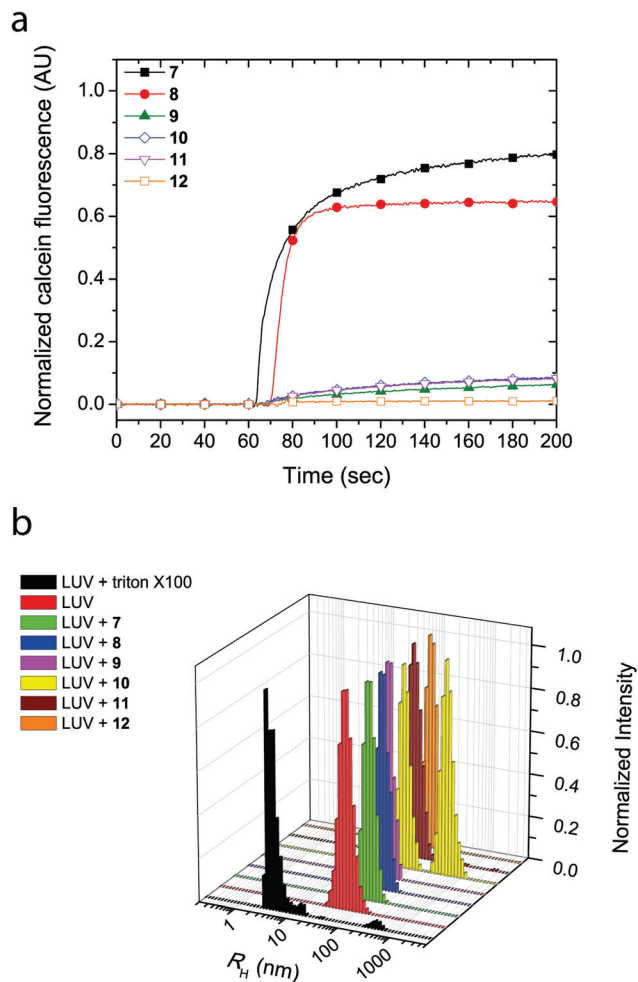 a
Normalized calcein fluorescence (AU)
1.0
0.8
0.6
0.4
0.2
0.0
7
8
9
10
11
12
0 20 40 60 80 100 120 140 160 180 200
Time (sec)
b
LUV + triton X100
LUV
LUV + 7
LUV + 8
LUV + 9
LUV + 10
LUV + 11
LUV + 12
1.0
0.8
0.6
0.4
0.2
0.0
Normalized Intensity
1 10 100 1000
R_H (nm)